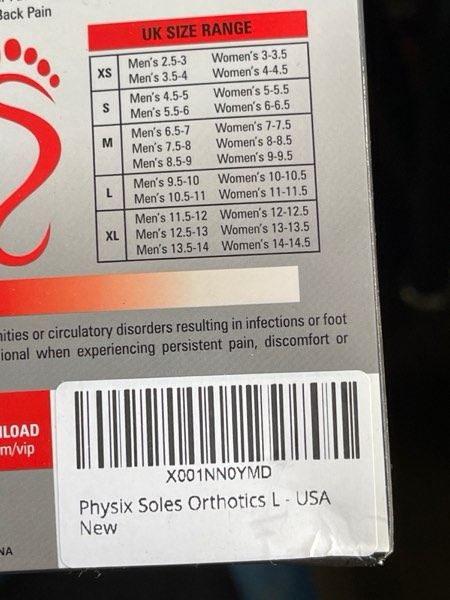 Back Pain
UK SIZE RANGE
XS
Men's 2.5-3 Women's 3-3.5
Men's 3.5-4 Women's 4-4.5
S
Men's 4.5-5 Women's 5-5.5
Men's 5.5-6 Women's 6-6.5
M
Men's 6.5-7 Women's 7-7.5
Men's 7.5-8 Women's 8-8.5
Men's 8.5-9 Women's 9-9.5
L
Men's 9.5-10 Women's 10-10.5
Men's 10.5-11 Women's 11-11.5
XL
Men's 11.5-12 Women's 12-12.5
Men's 12.5-13 Women's 13-13.5
Men's 13.5-14 Women's 14-14.5
nities or circulatory disorders resulting in infections or foot
ional when experiencing persistent pain, discomfort or
NLOAD
m/vip
X001NN0YMD
Physix Soles Orthotics L - USA
New
NA